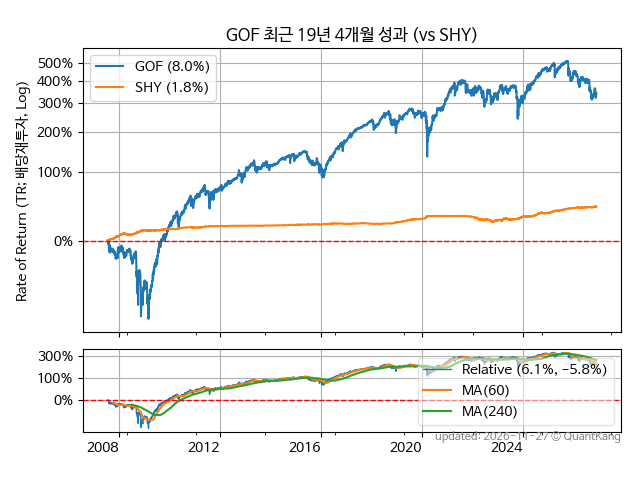 GOF 최근 19년 4개월 성과 (vs SHY)
Rate of Return (TR; 배당재투자, Log)
500%
400%
300%
200%
100%
0%
GOF (8.0%)
SHY (1.8%)
300%
100%
0%
Relative (6.1%, −5.8%)
MA(60)
MA(240)
2008
2012
2016
2020
2024
updated: 2026-11-27 © QuantKang